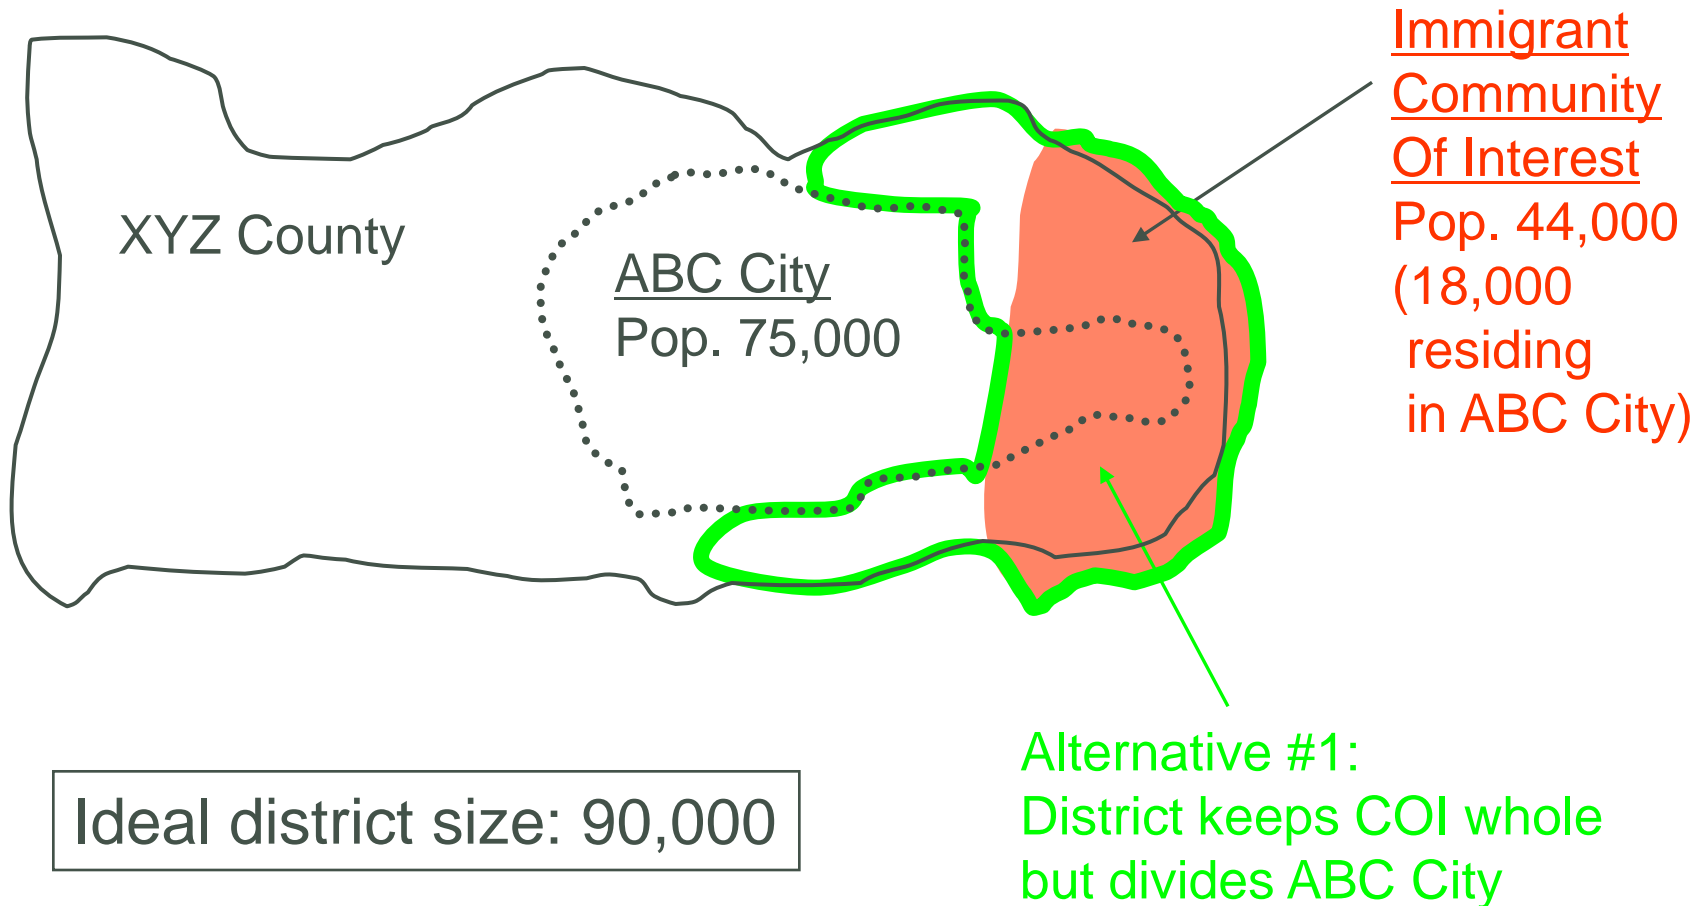 Immigrant
Community
Of Interest
Pop. 44,000
(18,000
residing
in ABC City)
XYZ County
ABC City
Pop. 75,000
Alternative #1:
District keeps COI whole
but divides ABC City
Ideal district size: 90,000